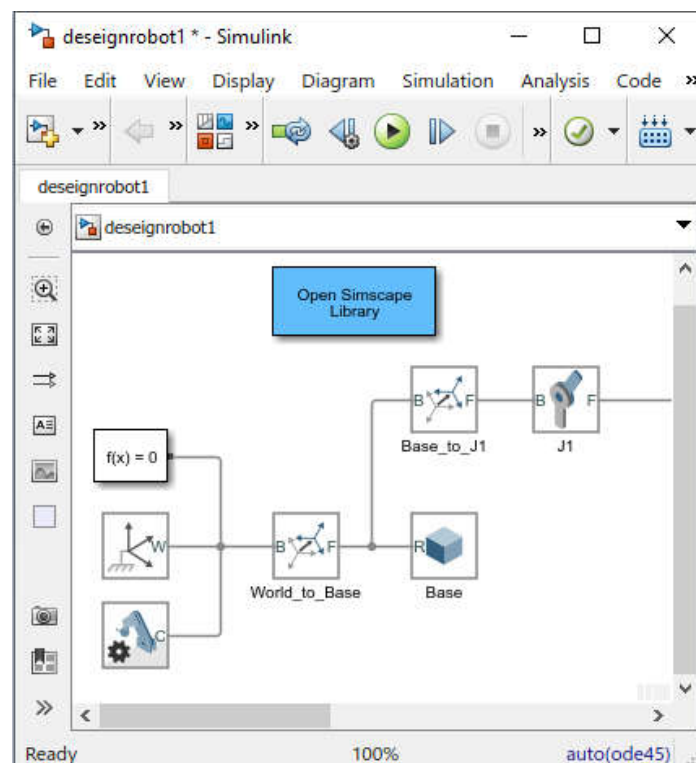 deseignrobot1 * - Simulink
File Edit View Display Diagram Simulation Analysis Code »
» » » »
deseignrobot1
deseignrobot1
Open Simscape
Library
B F
Base_to_J1
B F
J1
f(x) = 0
W
B F
World_to_Base
R
Base
C
Ready 100% auto(ode45)